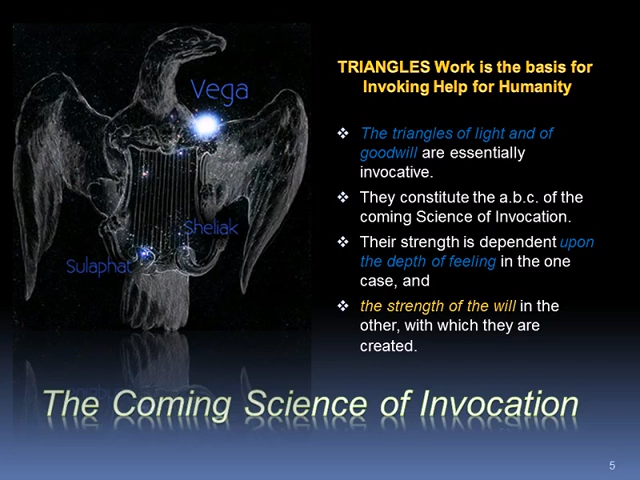 TRIANGLES Work is the basis for
Invoking Help for Humanity
Vega
Sheliak
Sulaphat
❖ The triangles of light and of
goodwill are essentially
invocative.
❖ They constitute the a.b.c. of the
coming Science of Invocation.
❖ Their strength is dependent upon
the depth of feeling in the one
case, and
❖ the strength of the will in the
other, with which they are
created.
The Coming Science of Invocation
5